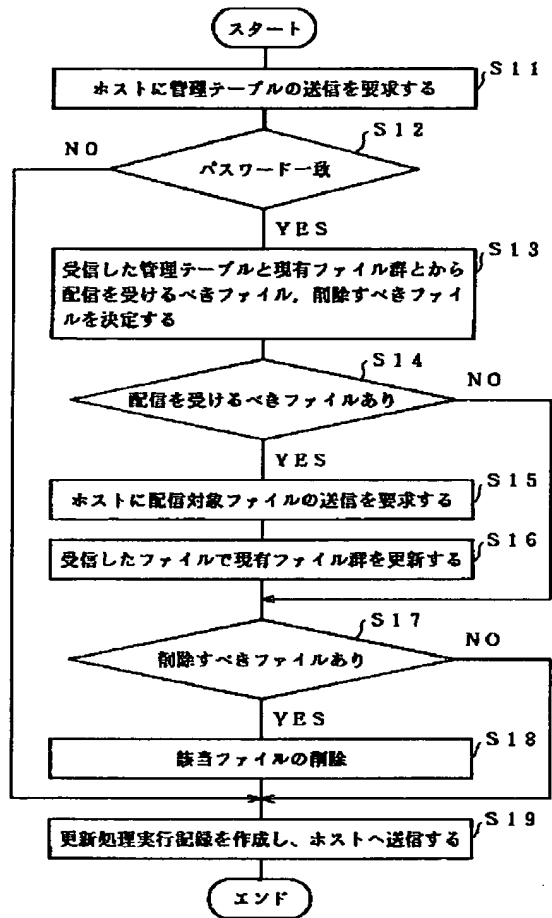 スタート
S11
ホストに管理テーブルの送信を要求する
S12
NO
パスワード一致
YES
S13
受信した管理テーブルと現有ファイル群とから
配信を受けるべきファイル，削除すべきファイ
ルを決定する
S14
NO
配信を受けるべきファイルあり
YES
S15
ホストに配信対象ファイルの送信を要求する
S16
受信したファイルで現有ファイル群を更新する
S17
NO
削除すべきファイルあり
YES
S18
該当ファイルの削除
S19
更新処理実行記録を作成し、ホストへ送信する
エンド